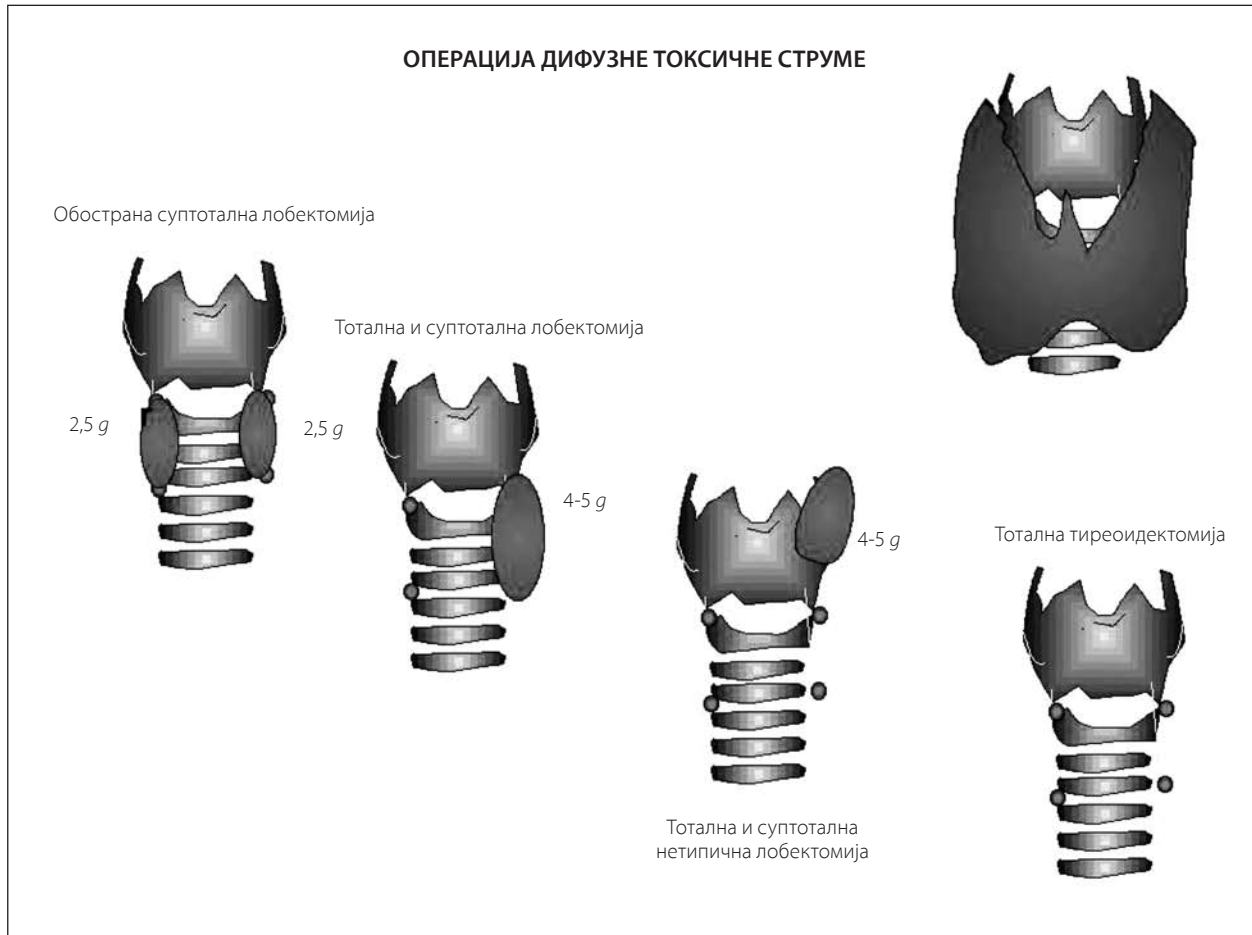 ОПЕРАЦИЈА ДИФУЗНЕ ТОКСИЧНЕ СТРУМЕ
Обострана суптотална лобектомија
2,5 g
2,5 g
Тотална и суптотална лобектомија
4-5 g
4-5 g
Тотална и суптотална
нетипична лобектомија
Тотална тиреоидектомија